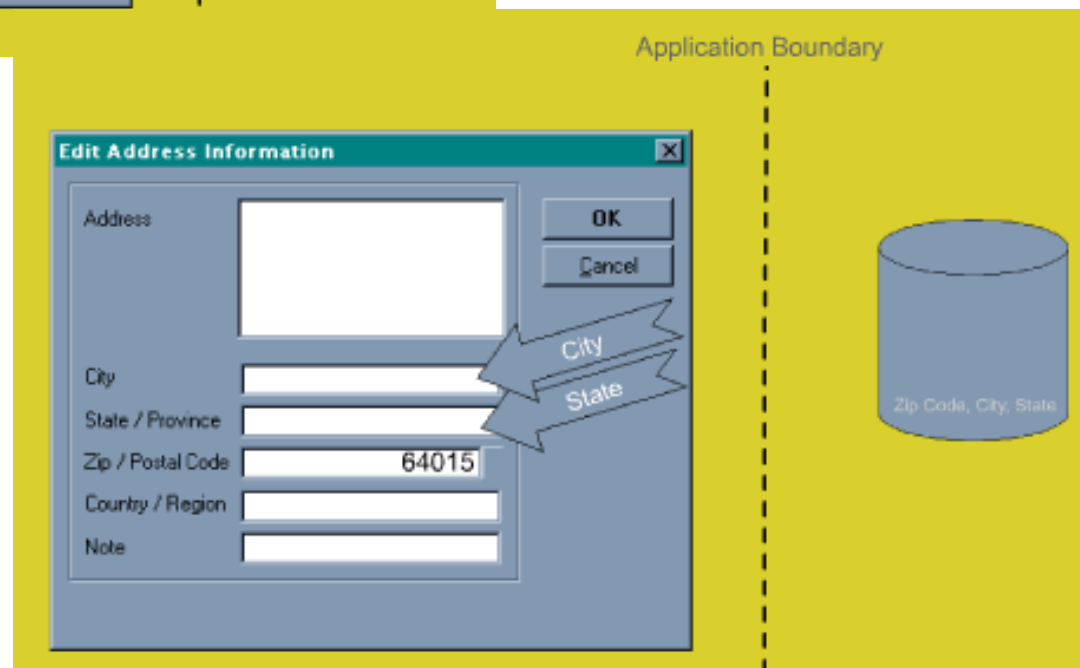 Application Boundary
Edit Address Information
Address
OK
Cancel
City
City
State
State / Province
Zip / Postal Code
64015
Country / Region
Note
Zip Code, City, State